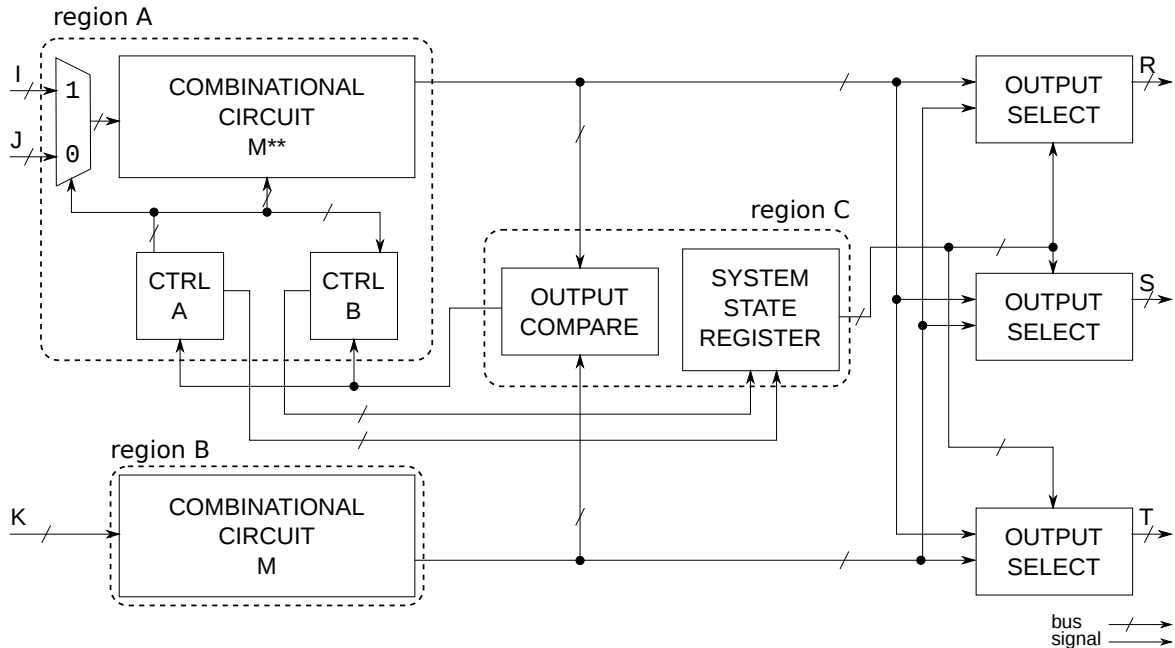 region A
I
1
J
0
COMBINATIONAL
CIRCUIT
M**
CTRL
A
CTRL
B
region C
OUTPUT
COMPARE
SYSTEM
STATE
REGISTER
OUTPUT
SELECT
R
OUTPUT
SELECT
S
region B
K
COMBINATIONAL
CIRCUIT
M
OUTPUT
SELECT
T
bus
signal